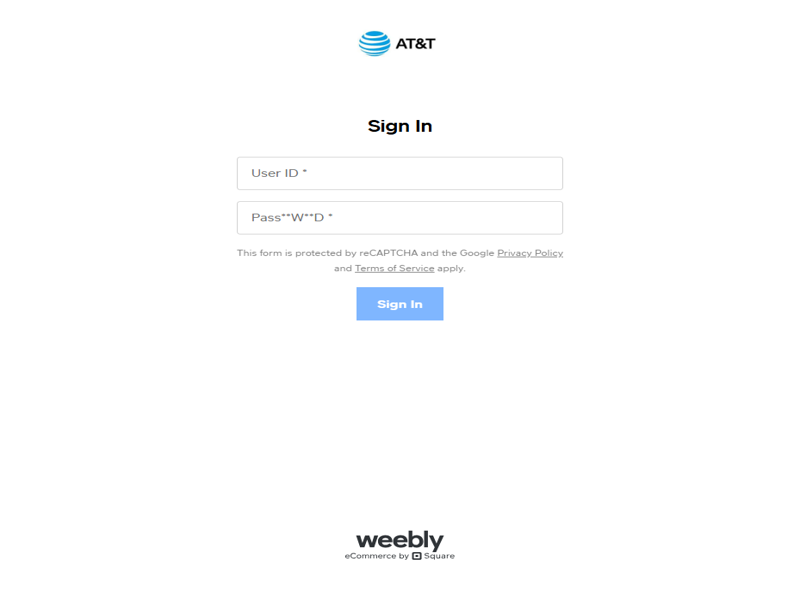 AT&T
Sign In
User ID *
Pass**W**D *
This form is protected by reCAPTCHA and the Google Privacy Policy
and Terms of Service apply.
Sign In
weebly
eCommerce by Square